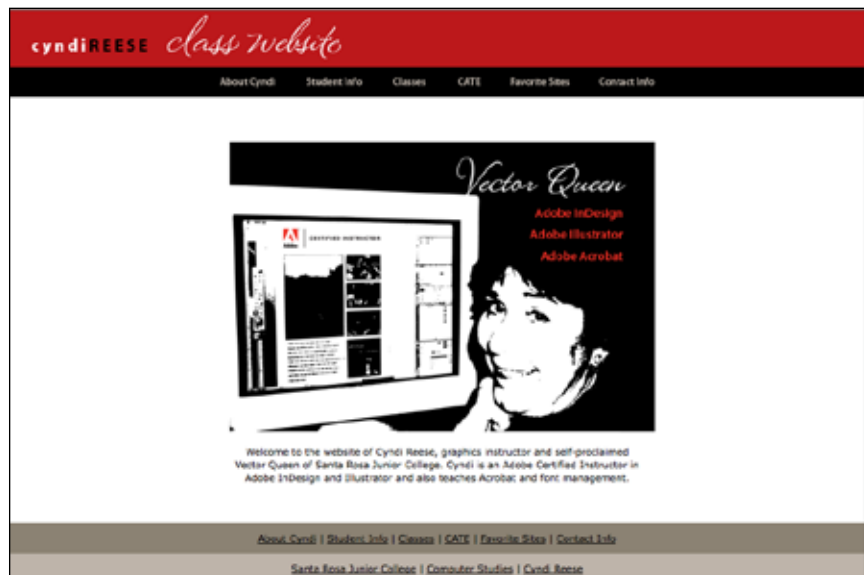 cyndiREESE class website
About Cyndi Student Info Classes CATE Favorite Sites Contact Info
Vector Queen
Adobe InDesign
Adobe Illustrator
Adobe Acrobat
Adobe CERTIFIED INSTRUCTOR
Welcome to the website of Cyndi Reese, graphics instructor and self-proclaimed
Vector Queen of Santa Rosa Junior College. Cyndi is an Adobe Certified Instructor in
Adobe InDesign and Illustrator and also teaches Acrobat and font management.
About Cyndi | Student Info | Classes | CATE | Favorite Sites | Contact Info
Santa Rosa Junior College | Computer Studies | Cyndi Reese